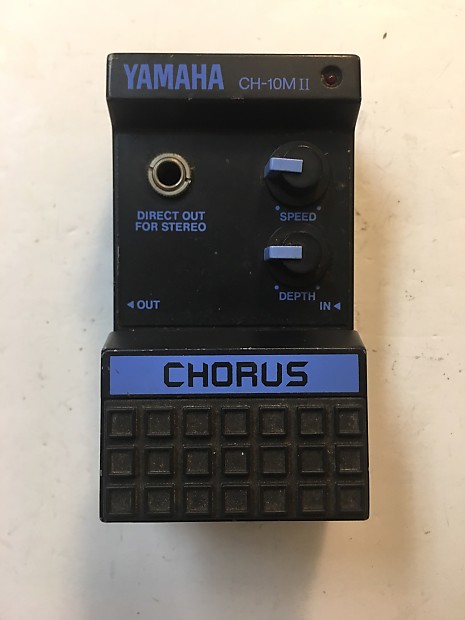 YAMAHA CH-10M II
DIRECT OUT
FOR STEREO
SPEED
DEPTH
◄ OUT
IN ◄
CHORUS